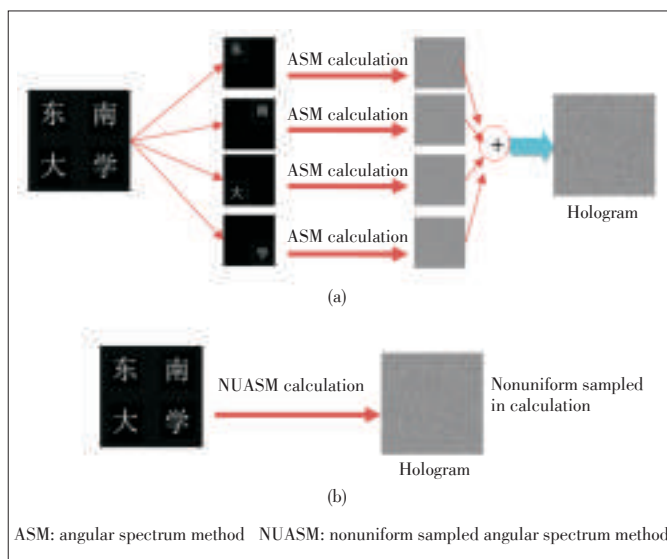 东 南
大 学
东
ASM calculation
南
ASM calculation
大
ASM calculation
学
ASM calculation
+
Hologram
(a)
东 南
大 学
NUASM calculation
Nonuniform sampled
in calculation
Hologram
(b)
ASM: angular spectrum method NUASM: nonuniform sampled angular spectrum method